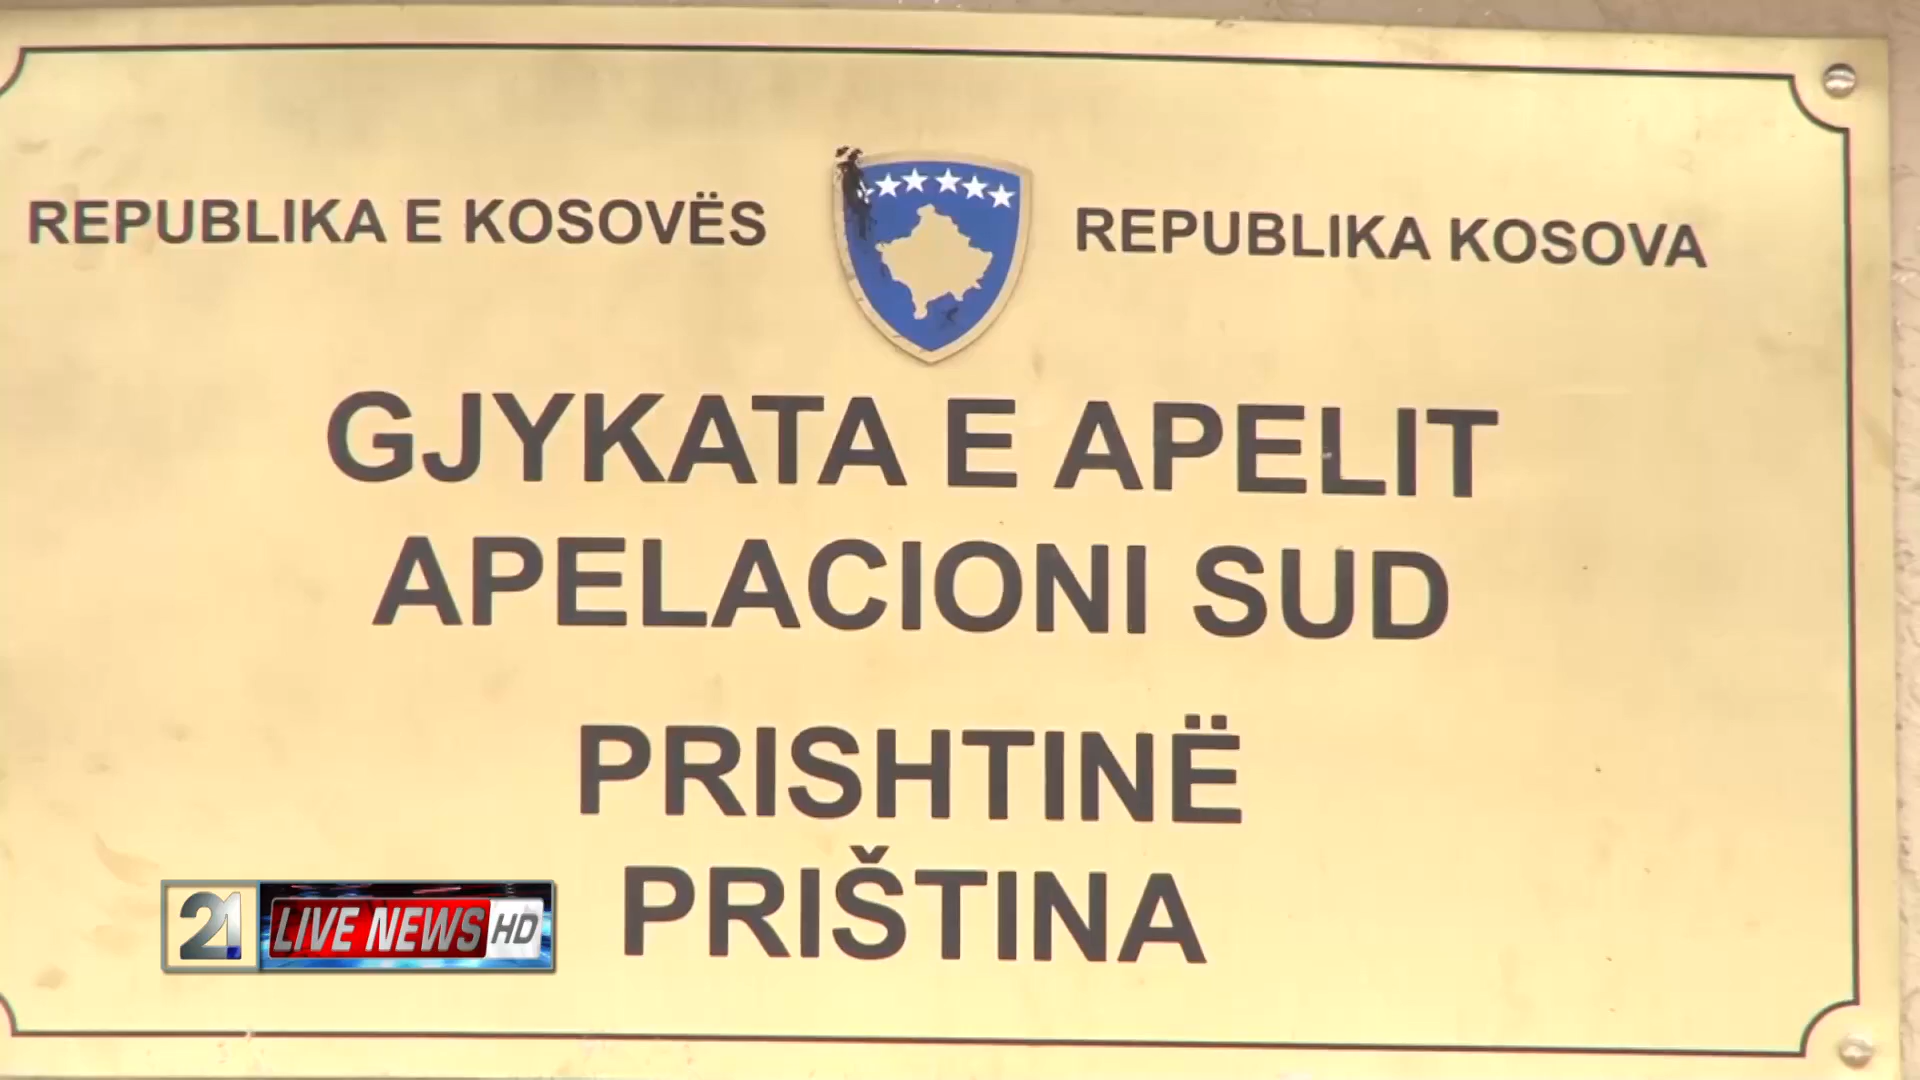 REPUBLIKA E KOSOVËS REPUBLIKA KOSOVA
GJYKATA E APELIT
APELACIONI SUD
PRISHTINË
PRIŠTINA
21 LIVE NEWS HD